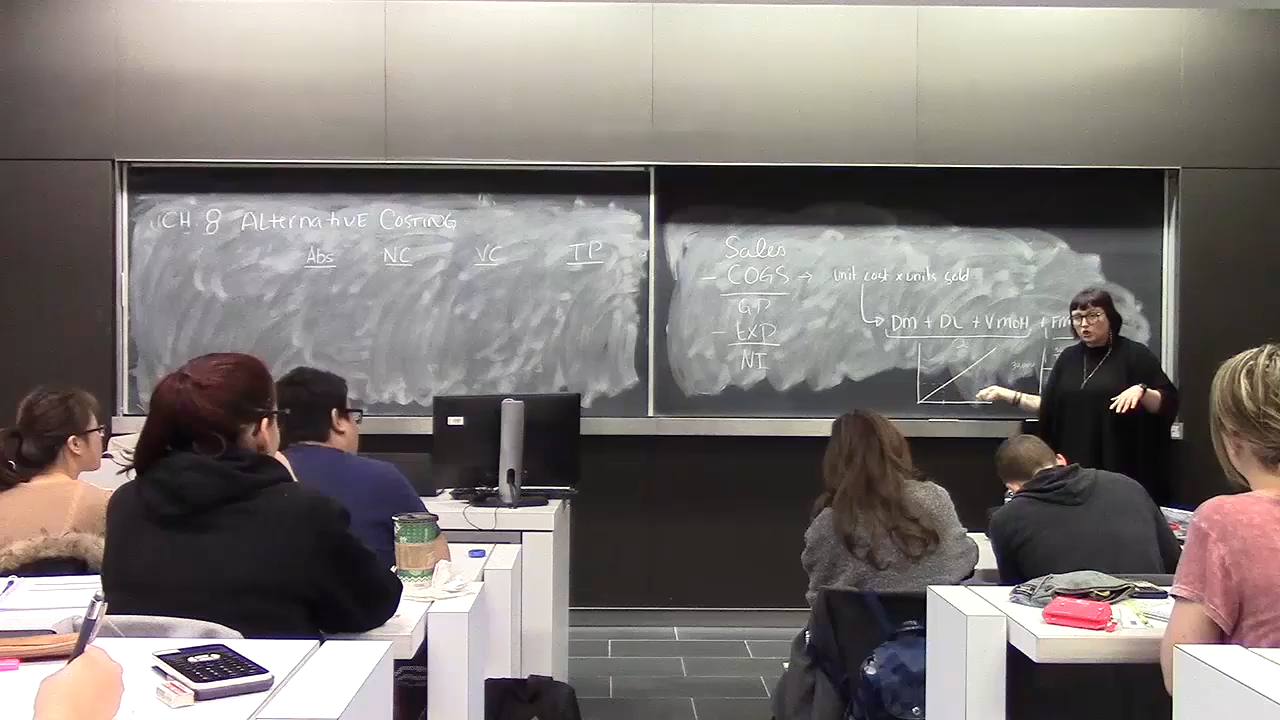 CH. 8 Alternative Costing
Abs NC VC TP
Sales
- COGS → unit cost x units sold
GP
- EXP
NI
→ DM + DL + VMOH +